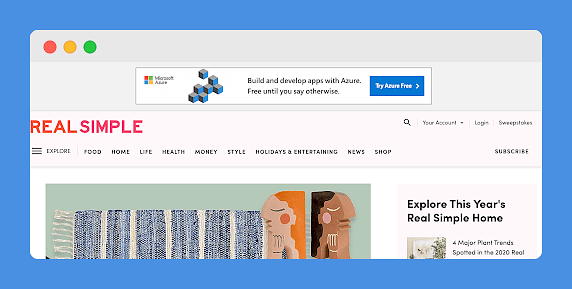 Microsoft
Azure
Build and develop apps with Azure.
Free until you say otherwise.
Try Azure Free
REAL SIMPLE
Your Account
Login
Sweepstakes
EXPLORE
FOOD
HOME
LIFE
HEALTH
MONEY
STYLE
HOLIDAYS & ENTERTAINING
NEWS
SHOP
SUBSCRIBE
Explore This Year's
Real Simple Home
4 Major Plant Trends
Spotted in the 2020 Real